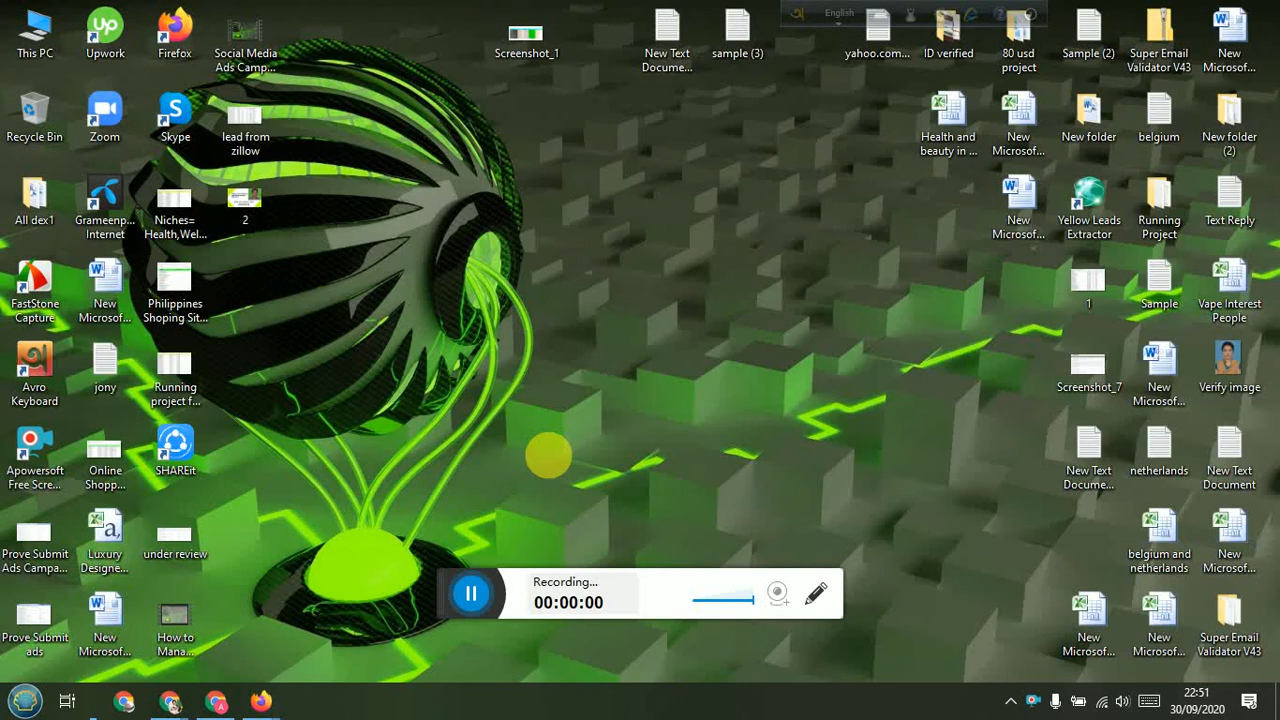 This PC
Upwork
Firefox
Social Media
Ads Camp...
Screenshot_1
New Text
Docume...
sample (3)
English
yahoo.com...
ID verified
80 usd
project
Sample (2)
Super Email
Validator V43
New
Microsof...
Recycle Bin
Zoom
Skype
lead from
zillow
Health and
beauty in ...
New
Microsof...
New folder
belgium
New folder
(2)
All dex1
Grameenp...
Internet
Niches=
Health,Wel...
2
New
Microsof...
Yellow Leads
Extractor
Running
Project
Text Reply
FastStone
Capture
New
Microsof...
Philippines
Shoping Sit...
1
Sample
Vape Interest
People
Avro
Keyboard
jony
Running
project f...
Screenshot_7
New
Microsof...
Verify image
Apowersoft
Free Scre...
Online
Shopp...
SHAREit
New Text
Docume...
netherlands
New Text
Document
Prove Submit
Ads Campa...
Luxury
Designe...
under review
belgium and
netherlands
New
Microsof...
Recording...
00:00:00
Prove Submit
ads
New
Microsof...
How to
Mana...
New
Microsof...
New
Microsof...
Super Email
Validator V43
22:51
30/09/2020